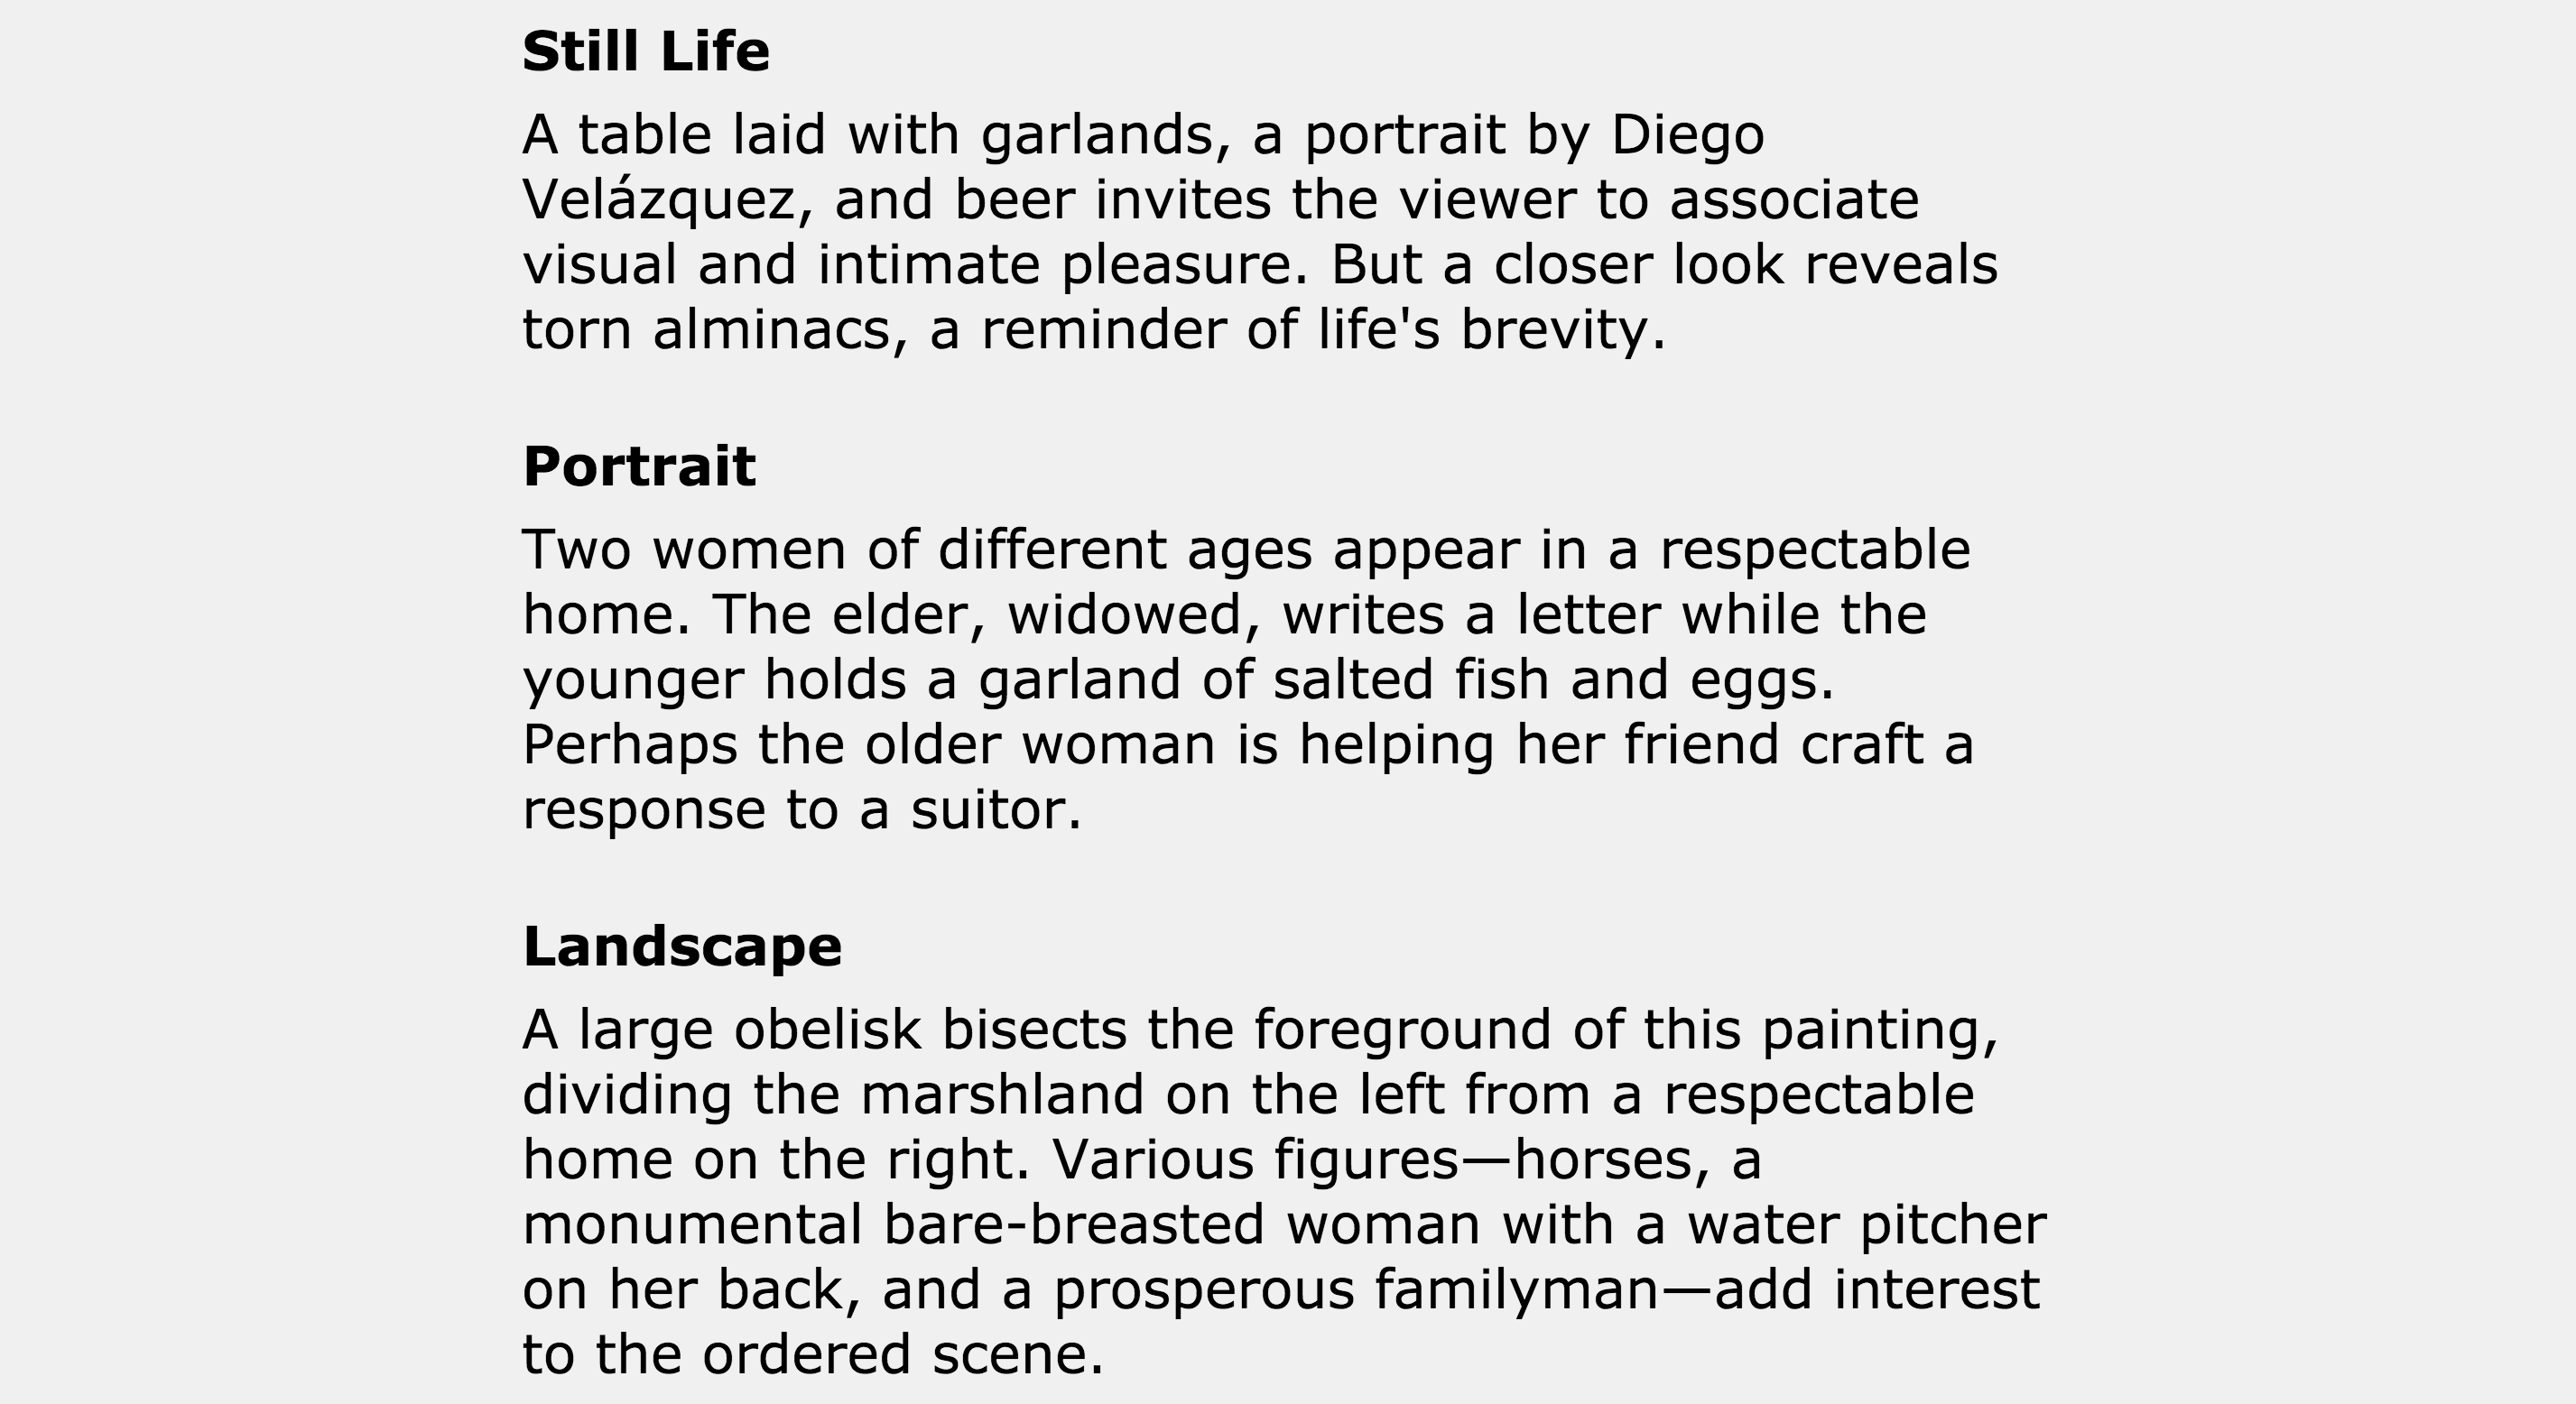 Still Life
A table laid with garlands, a portrait by Diego
Velázquez, and beer invites the viewer to associate
visual and intimate pleasure. But a closer look reveals
torn alminacs, a reminder of life's brevity.
Portrait
Two women of different ages appear in a respectable
home. The elder, widowed, writes a letter while the
younger holds a garland of salted fish and eggs.
Perhaps the older woman is helping her friend craft a
response to a suitor.
Landscape
A large obelisk bisects the foreground of this painting,
dividing the marshland on the left from a respectable
home on the right. Various figures—horses, a
monumental bare-breasted woman with a water pitcher
on her back, and a prosperous familyman—add interest
to the ordered scene.